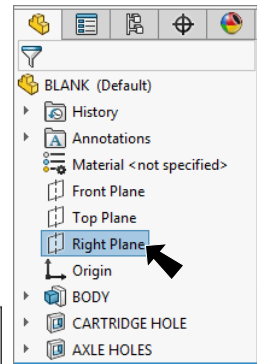 BLANK (Default)
History
Annotations
Material <not specified>
Front Plane
Top Plane
Right Plane
Origin
BODY
CARTRIDGE HOLE
AXLE HOLES